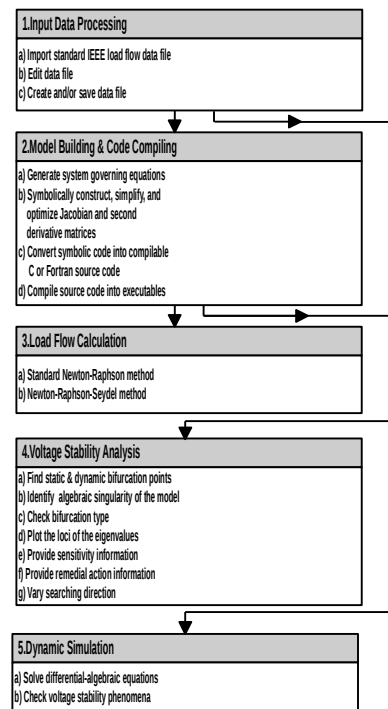 1.Input Data Processing
a) Import standard IEEE load flow data file
b) Edit data file
c) Create and/or save data file
2.Model Building & Code Compiling
a) Generate system governing equations
b) Symbolically construct, simplify, and
optimize Jacobian and second
derivative matrices
c) Convert symbolic code into compilable
C or Fortran source code
d) Compile source code into executables
3.Load Flow Calculation
a) Standard Newton-Raphson method
b) Newton-Raphson-Seydel method
4.Voltage Stability Analysis
a) Find static & dynamic bifurcation points
b) Identify algebraic singularity of the model
c) Check bifurcation type
d) Plot the loci of the eigenvalues
e) Provide sensitivity information
f) Provide remedial action information
g) Vary searching direction
5.Dynamic Simulation
a) Solve differential-algebraic equations
b) Check voltage stability phenomena